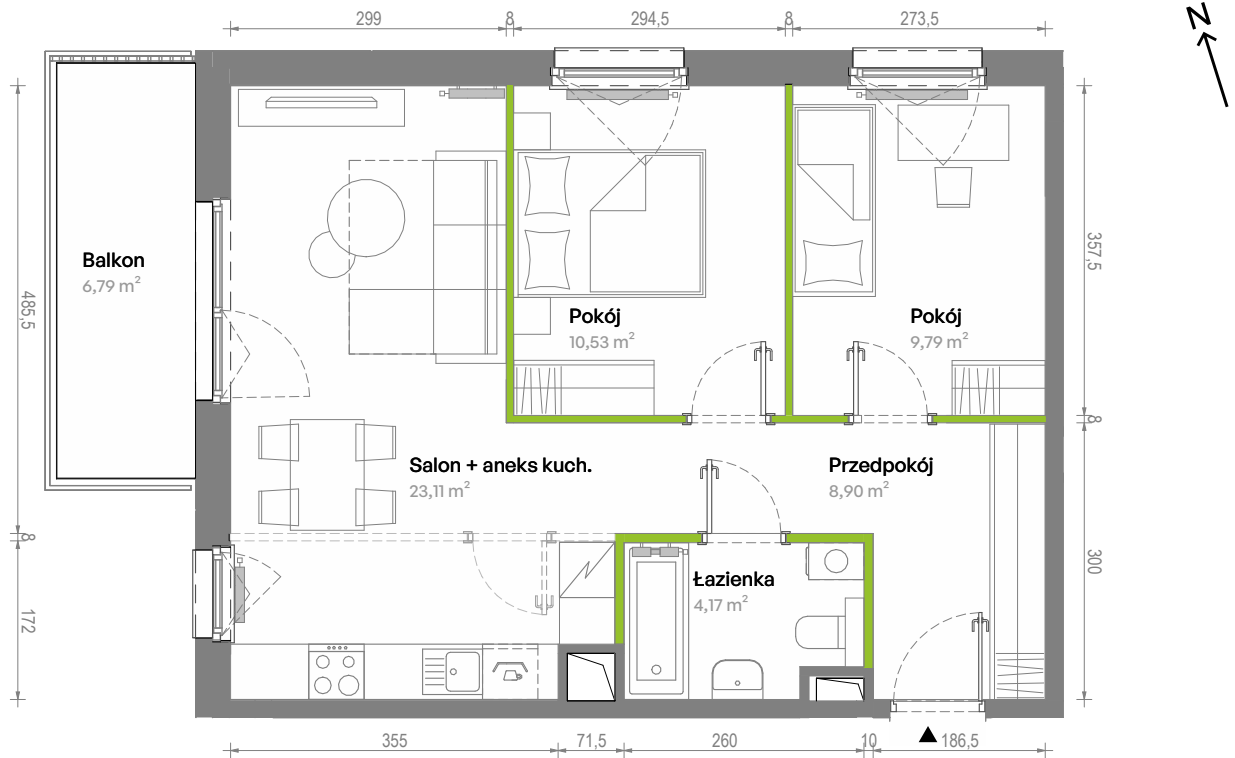 299
8
294,5
8
273,5
N
Balkon
6,79 m²
485,5
8
172
Pokój
10,53 m²
Pokój
9,79 m²
357,5
8
300
Salon + aneks kuch.
23,11 m²
Przedpokój
8,90 m²
Łazienka
4,17 m²
355
71,5
260
10
186,5